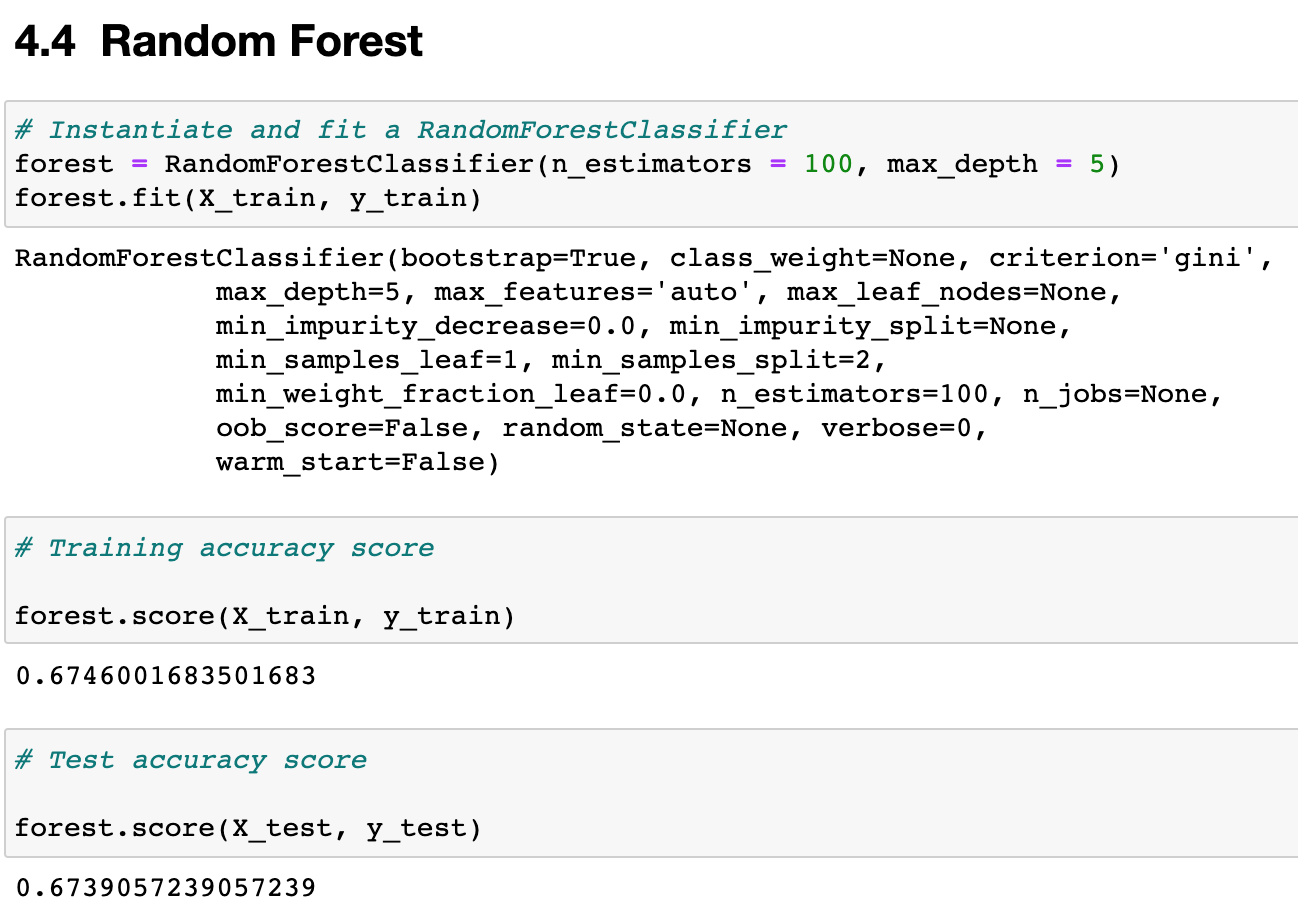 4.4 Random Forest
# Instantiate and fit a RandomForestClassifier
forest = RandomForestClassifier(n_estimators = 100, max_depth = 5)
forest.fit(X_train, y_train)
RandomForestClassifier(bootstrap=True, class_weight=None, criterion='gini',
            max_depth=5, max_features='auto', max_leaf_nodes=None,
            min_impurity_decrease=0.0, min_impurity_split=None,
            min_samples_leaf=1, min_samples_split=2,
            min_weight_fraction_leaf=0.0, n_estimators=100, n_jobs=None,
            oob_score=False, random_state=None, verbose=0,
            warm_start=False)
# Training accuracy score
forest.score(X_train, y_train)
0.6746001683501683
# Test accuracy score
forest.score(X_test, y_test)
0.6739057239057239